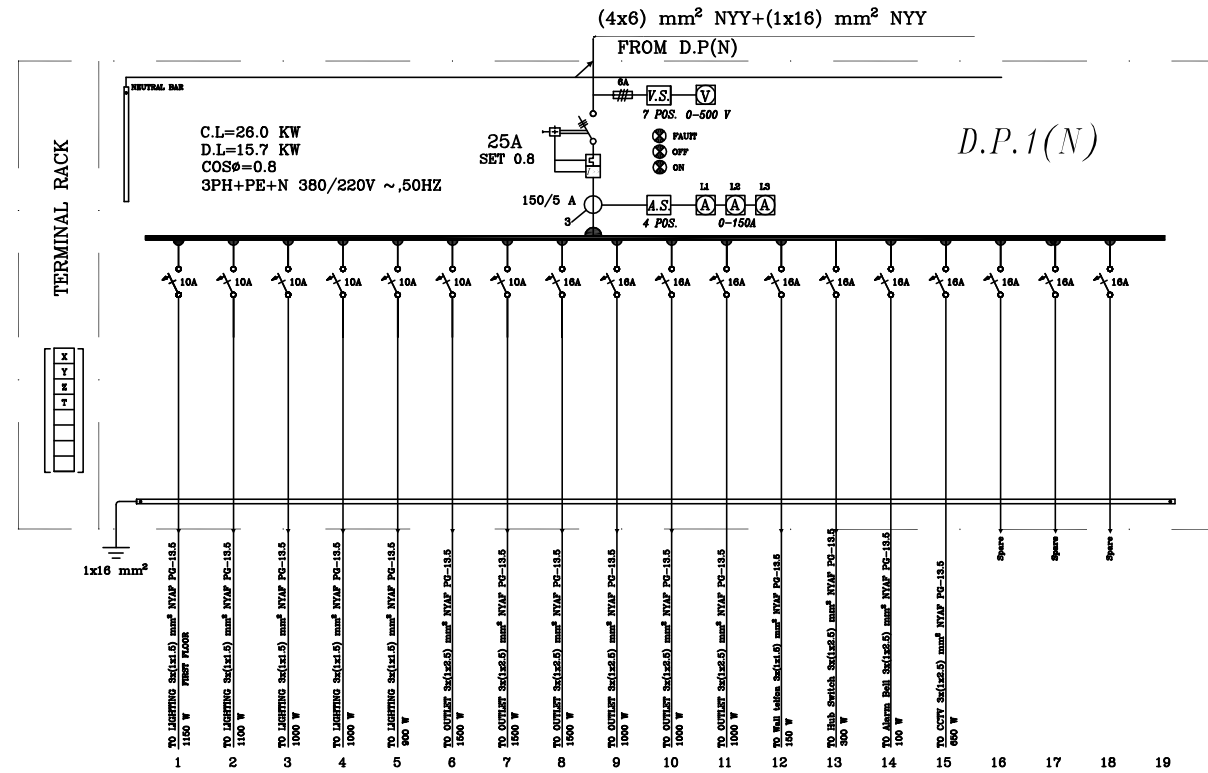 (4x6) mm² NYY+(1x16) mm² NYY
FROM D.P(N)
NEUTRAL BAR
6A
V.S.
V
7 POS. 0-500 V
C.L=26.0 KW
D.L=15.7 KW
COSø=0.8
3PH+PE+N 380/220V ~,50HZ
25A
SET 0.8
FAUIT
OFF
ON
D.P.1(N)
TERMINAL RACK
150/5 A
3
A.S.
4 POS.
L1 L2 L3
A A A
0-150A
10A 10A 10A 10A 10A 10A 10A 16A 16A 16A 16A 16A 16A 16A 16A 16A 16A 16A
X
Y
Z
T
1x16 mm²
TO LIGHTING 3x(1x1.5) mm² NYAF PG-13.5
1150 W FIRST FLOOR
TO LIGHTING 3x(1x1.5) mm² NYAF PG-13.5
1100 W
TO LIGHTING 3x(1x1.5) mm² NYAF PG-13.5
1000 W
TO LIGHTING 3x(1x1.5) mm² NYAF PG-13.5
1000 W
TO LIGHTING 3x(1x1.5) mm² NYAF PG-13.5
900 W
TO OUTLET 3x(1x2.5) mm² NYAF PG-13.5
1500 W
TO OUTLET 3x(1x2.5) mm² NYAF PG-13.5
1500 W
TO OUTLET 3x(1x2.5) mm² NYAF PG-13.5
1500 W
TO OUTLET 3x(1x2.5) mm² NYAF PG-13.5
1000 W
TO OUTLET 3x(1x2.5) mm² NYAF PG-13.5
1000 W
TO OUTLET 3x(1x2.5) mm² NYAF PG-13.5
1000 W
TO Wall telfon 3x(1x1.5) mm² NYAF PG-13.5
150 W
TO Hub Switch 3x(1x2.5) mm² NYAF PG-13.5
300 W
TO Alarm Bell 3x(1x2.5) mm² NYAF PG-13.5
100 W
TO CCTV 3x(1x2.5) mm² NYAF PG-13.5
650 W
Spare
Spare
Spare
1 2 3 4 5 6 7 8 9 10 11 12 13 14 15 16 17 18 19